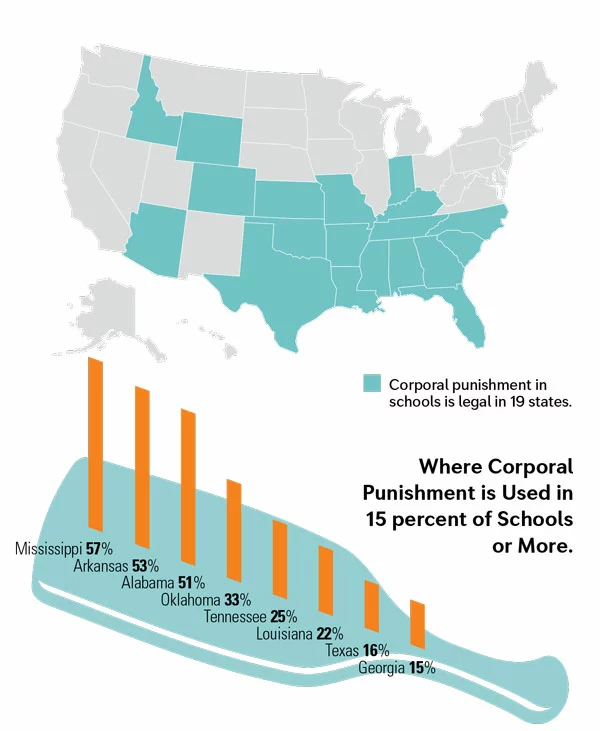 Corporal punishment in
schools is legal in 19 states.
Where Corporal
Punishment is Used in
15 percent of Schools
or More.
Mississippi 57%
Arkansas 53%
Alabama 51%
Oklahoma 33%
Tennessee 25%
Louisiana 22%
Texas 16%
Georgia 15%